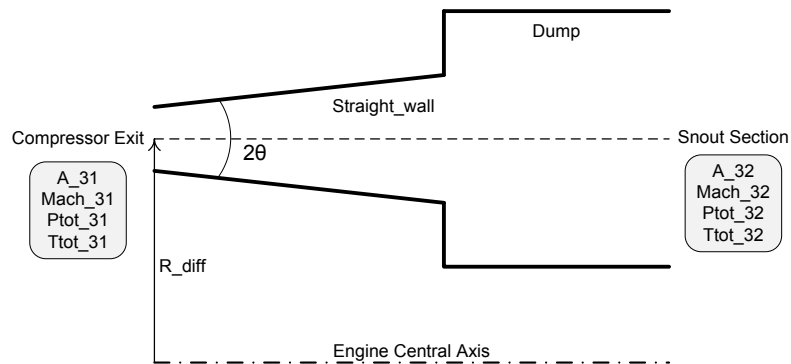 Dump
Straight_wall
Compressor Exit
2θ
Snout Section
A_31
Mach_31
Ptot_31
Ttot_31
A_32
Mach_32
Ptot_32
Ttot_32
R_diff
Engine Central Axis